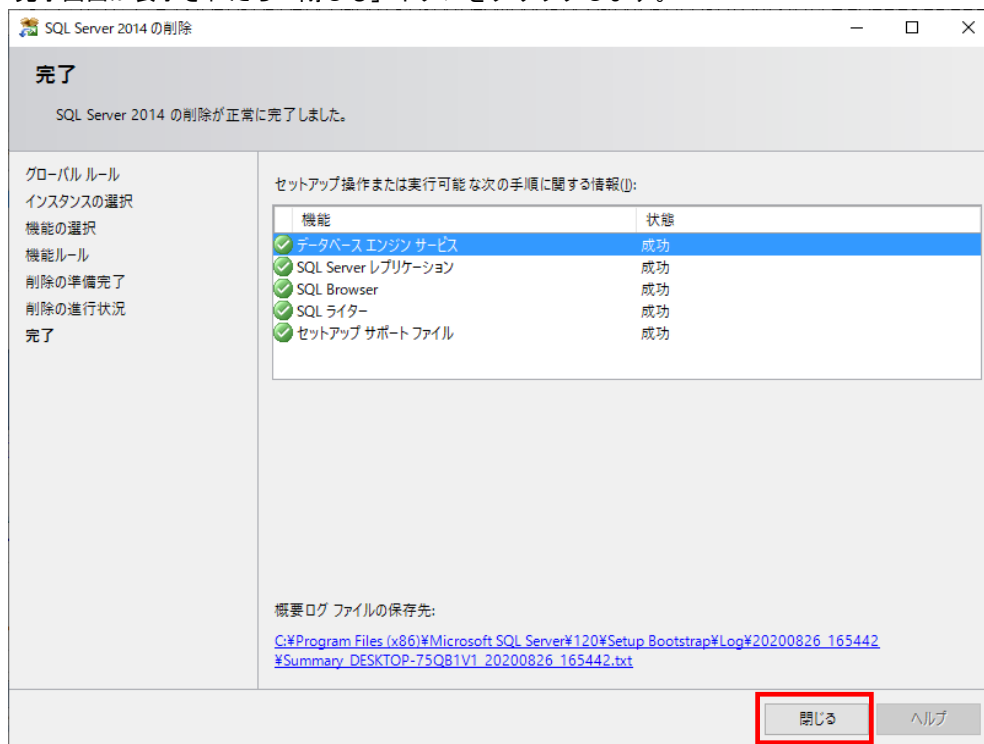 SQL Server 2014 の削除
完了
SQL Server 2014 の削除が正常に完了しました。
グローバル ルール
インスタンスの選択
機能の選択
機能ルール
削除の準備完了
削除の進行状況
完了
セットアップ操作または実行可能な次の手順に関する情報(I):
機能 状態
データベース エンジン サービス 成功
SQL Server レプリケーション 成功
SQL Browser 成功
SQL ライター 成功
セットアップ サポート ファイル 成功
概要ログ ファイルの保存先:
C:¥Program Files (x86)¥Microsoft SQL Server¥120¥Setup Bootstrap¥Log¥20200826_165442
¥Summary_DESKTOP-75QB1V1_20200826_165442.txt
閉じる ヘルプ